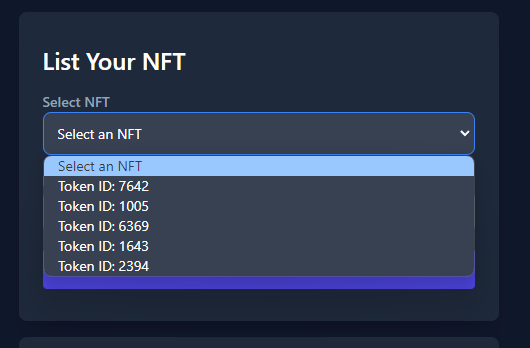 List Your NFT
Select NFT
Select an NFT
Select an NFT
Token ID: 7642
Token ID: 1005
Token ID: 6369
Token ID: 1643
Token ID: 2394